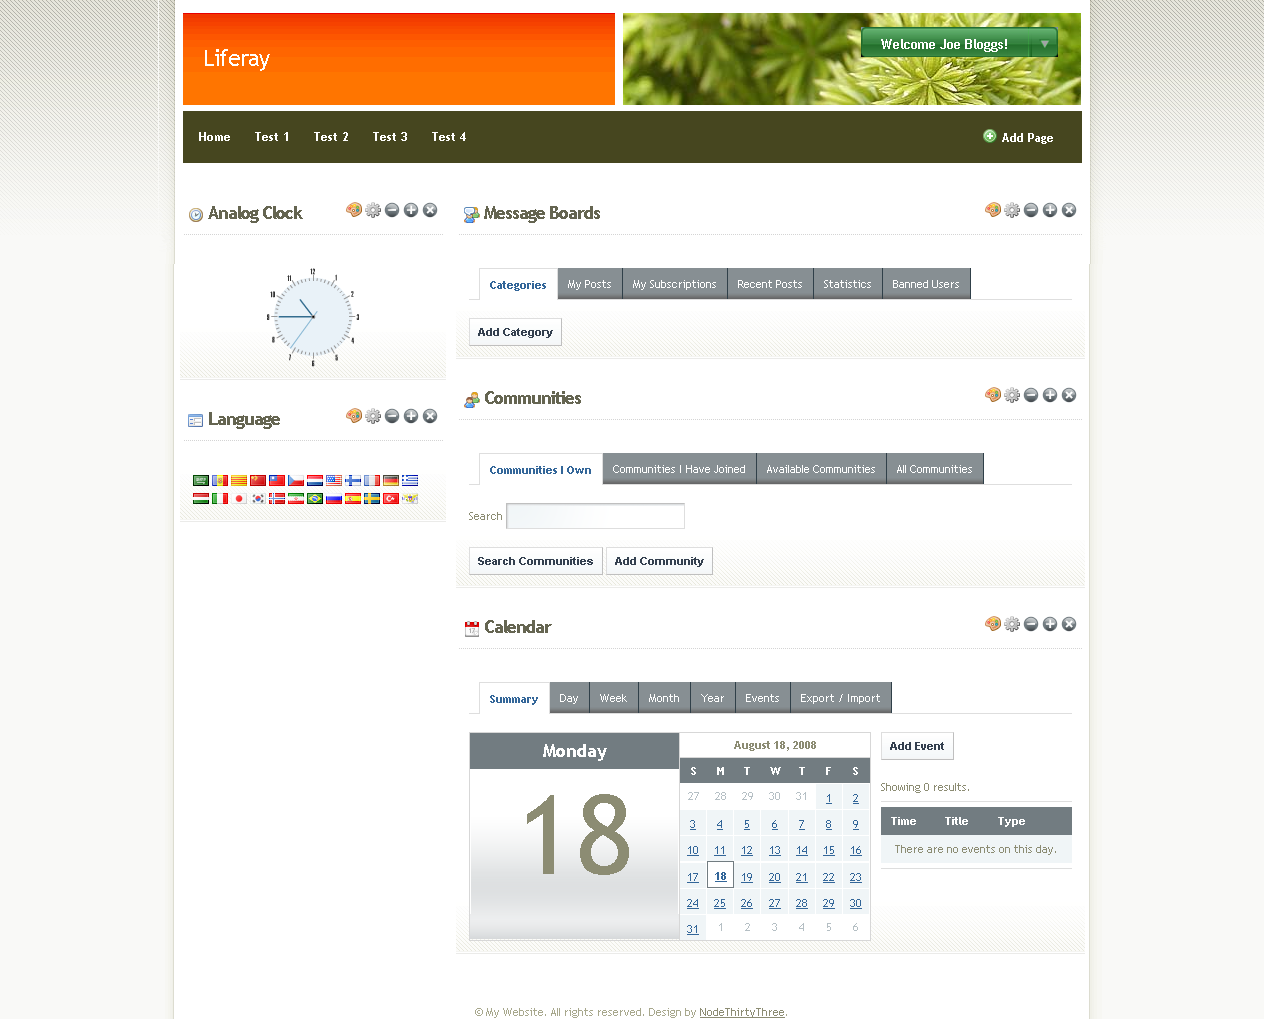 Liferay
Welcome Joe Bloggs!
Home Test 1 Test 2 Test 3 Test 4 Add Page
Analog Clock
12 1 2 3 4 5 6 7 8 9 10 11
Language
Message Boards
Categories My Posts My Subscriptions Recent Posts Statistics Banned Users
Add Category
Communities
Communities I Own Communities I Have Joined Available Communities All Communities
Search
Search Communities Add Community
Calendar
Summary Day Week Month Year Events Export / Import
Monday
18
August 18, 2008
S M T W T F S
27 28 29 30 31 1 2
3 4 5 6 7 8 9
10 11 12 13 14 15 16
17 18 19 20 21 22 23
24 25 26 27 28 29 30
31 1 2 3 4 5 6
Add Event
Showing 0 results.
Time Title Type
There are no events on this day.
© My Website. All rights reserved. Design by NodeThirtyThree.